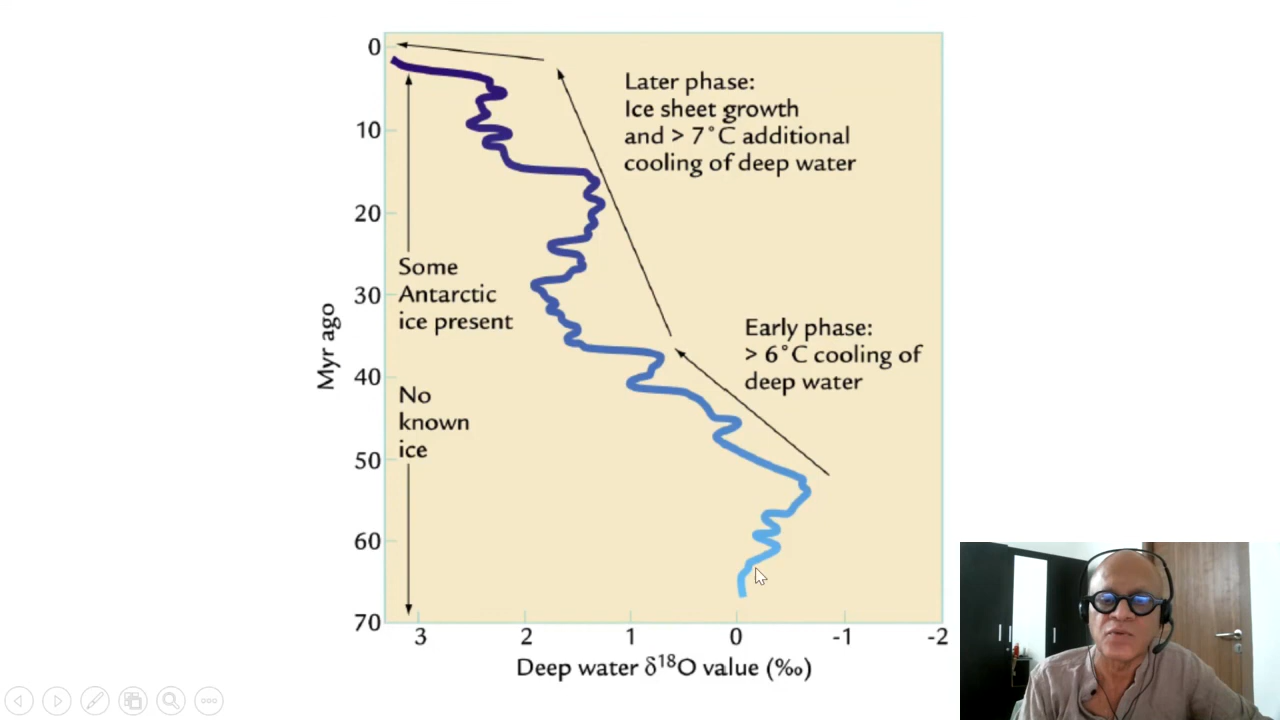 0
10
20
30
40
50
60
70
Myr ago
Later phase:
Ice sheet growth
and > 7°C additional
cooling of deep water
Some
Antarctic
ice present
Early phase:
> 6°C cooling of
deep water
No
known
ice
3
2
1
0
-1
-2
Deep water δ¹⁸O value (‰)